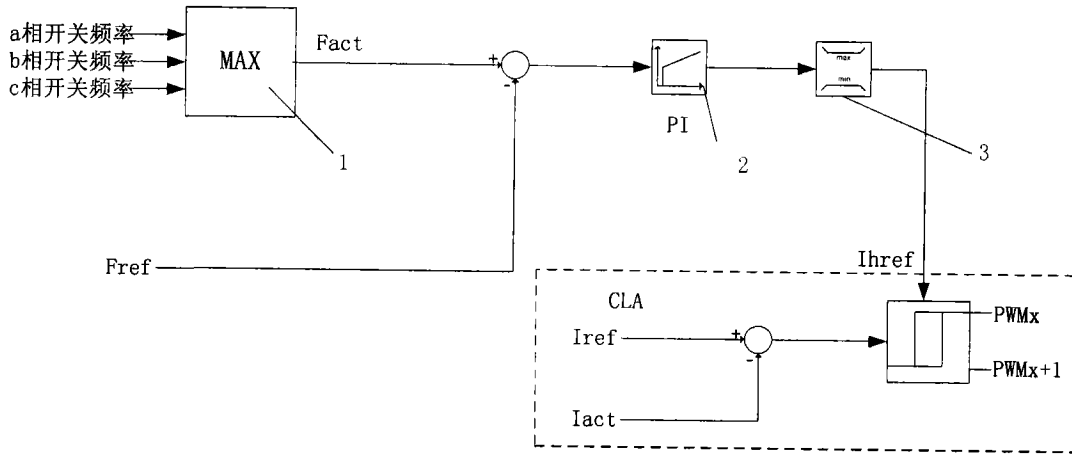 a相开关频率
b相开关频率
c相开关频率
MAX
Fact
+
-
1
PI
2
max
min
3
Fref
Ihref
CLA
Iref
+
-
Iact
PWMx
PWMx+1